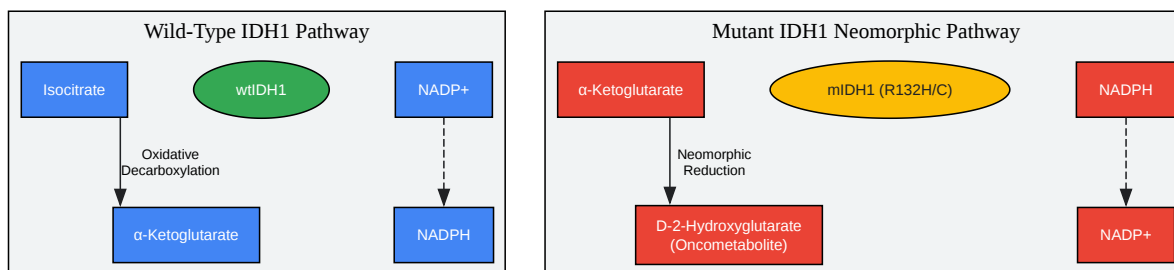 Wild-Type IDH1 Pathway
Isocitrate
wtIDH1
NADP+
Oxidative
Decarboxylation
α-Ketoglutarate
NADPH
Mutant IDH1 Neomorphic Pathway
α-Ketoglutarate
mIDH1 (R132H/C)
NADPH
Neomorphic
Reduction
D-2-Hydroxyglutarate
(Oncometabolite)
NADP+